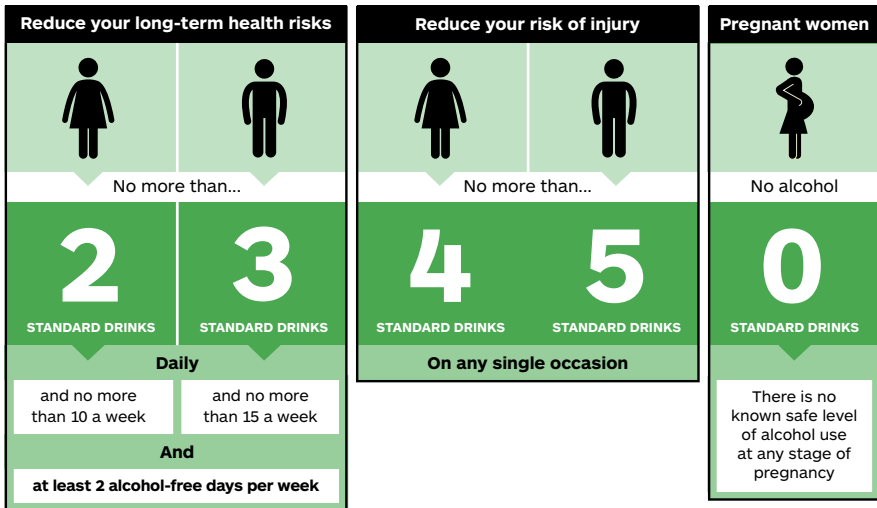 Reduce your long-term health risks
No more than...
2
3
STANDARD DRINKS
STANDARD DRINKS
Daily
and no more
than 10 a week
and no more
than 15 a week
And
at least 2 alcohol-free days per week
Reduce your risk of injury
No more than...
4
5
STANDARD DRINKS
STANDARD DRINKS
On any single occasion
Pregnant women
No alcohol
0
STANDARD DRINKS
There is no
known safe level
of alcohol use
at any stage of
pregnancy